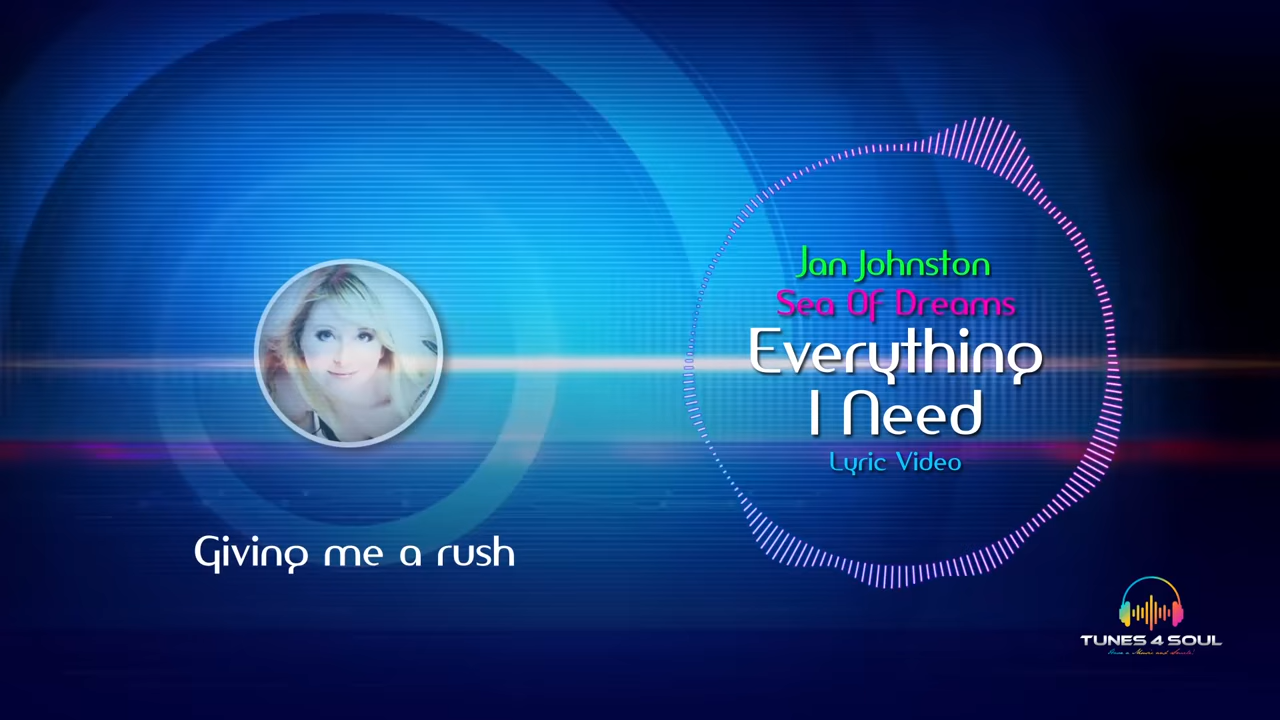 Jan Johnston
Sea Of Dreams
Everything
I Need
Lyric Video
Giving me a rush
TUNES 4 SOUL